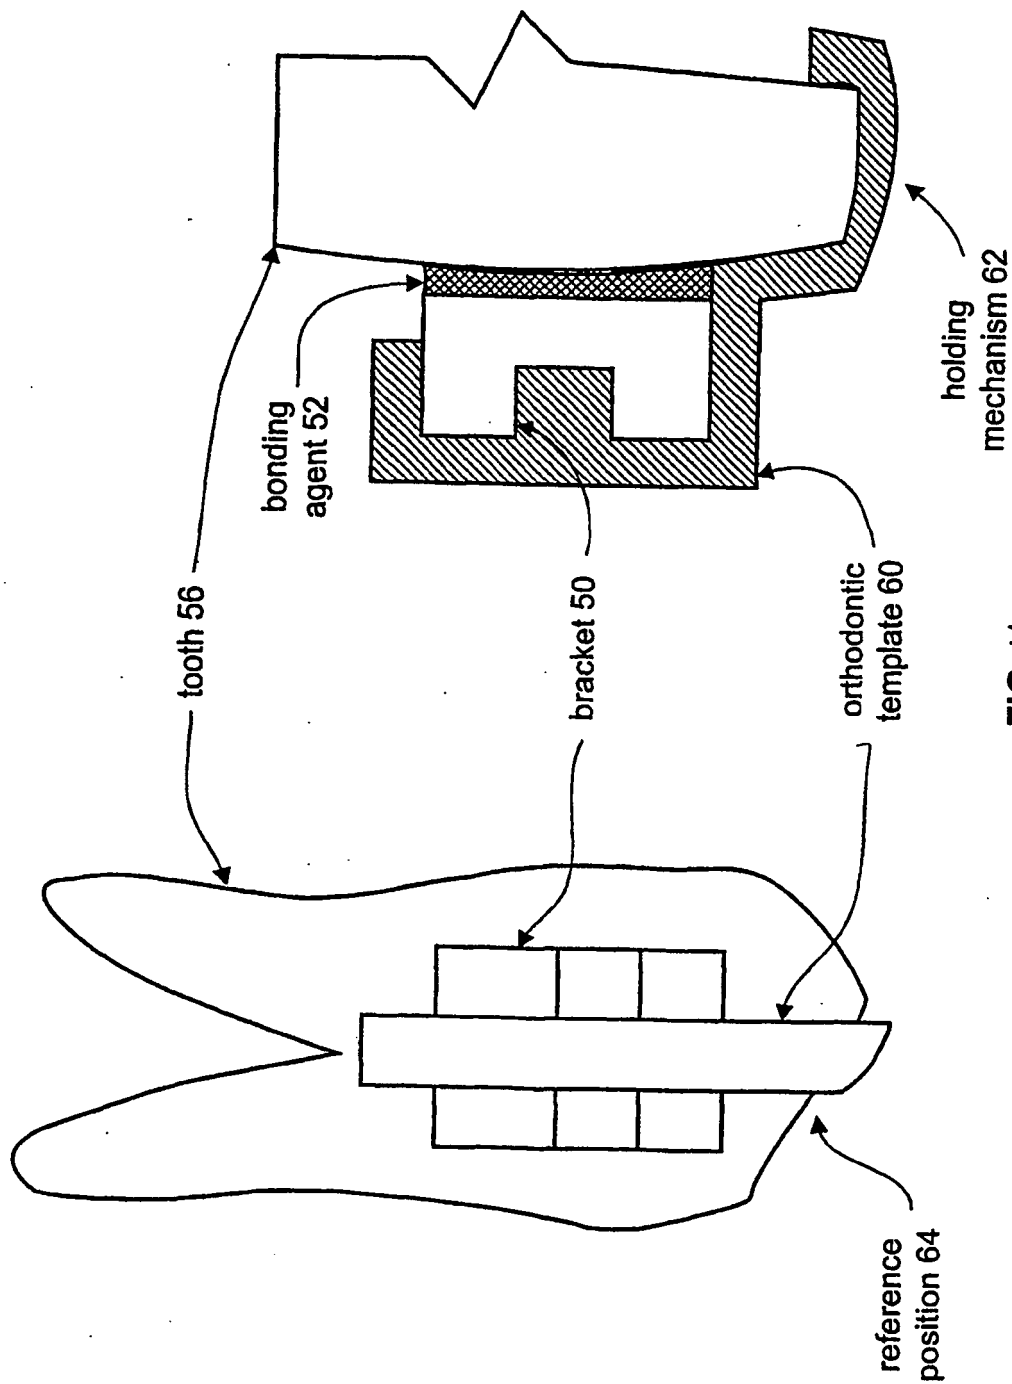 tooth 56
bonding
agent 52
bracket 50
orthodontic
template 60
holding
mechanism 62
reference
position 64